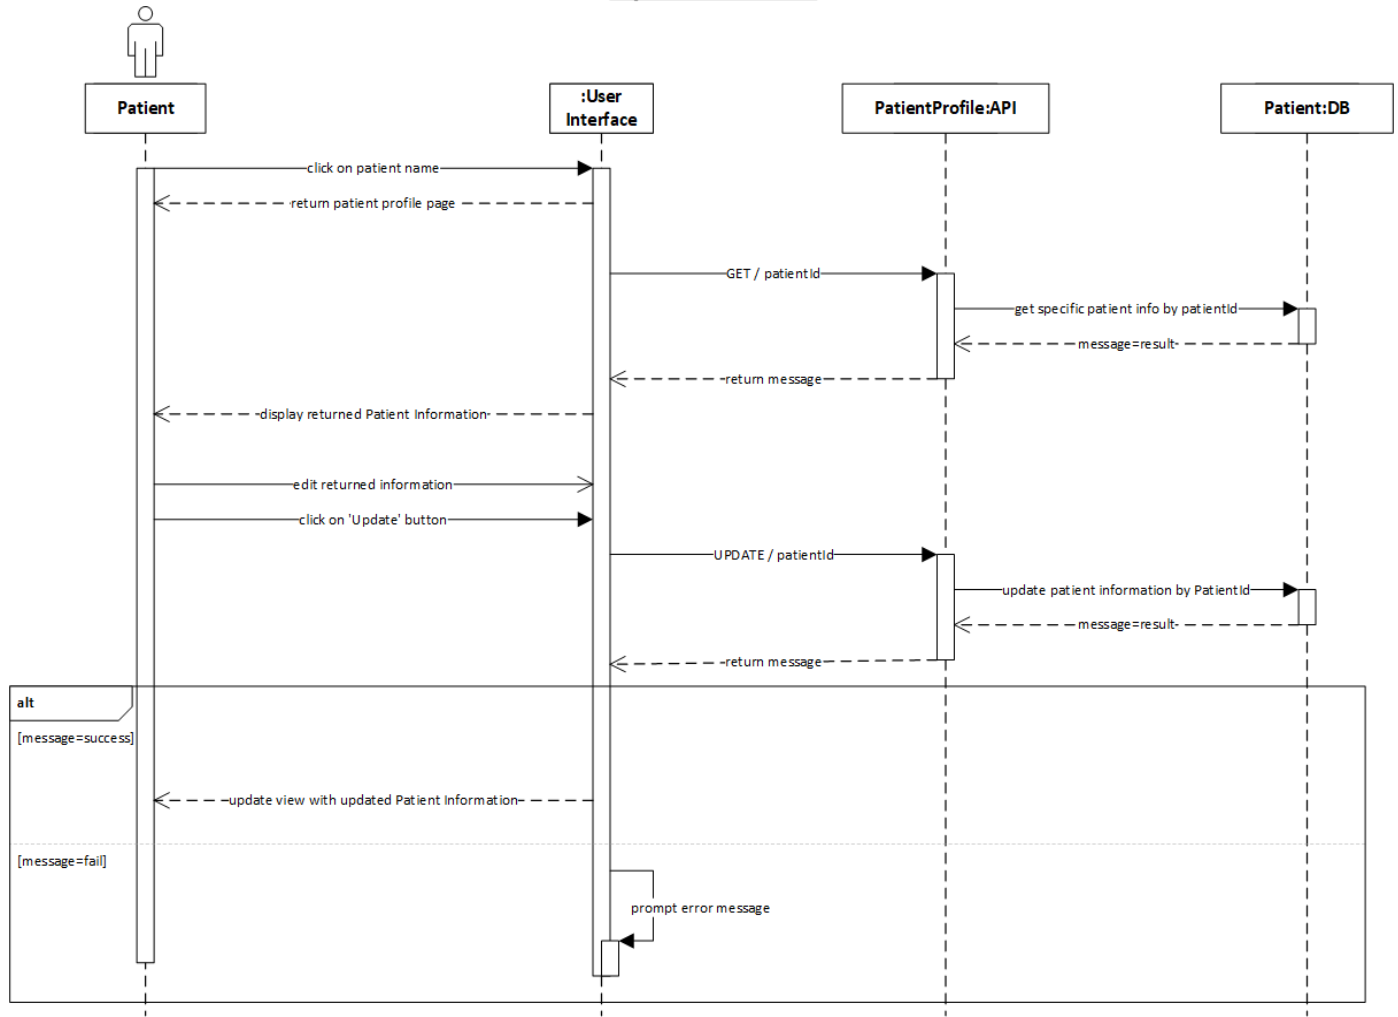 Patient
:User
Interface
PatientProfile:API
Patient:DB
click on patient name
return patient profile page
GET / patientId
get specific patient info by patientId
message=result
return message
display returned Patient Information
edit returned information
click on 'Update' button
UPDATE / patientId
update patient information by PatientId
message=result
return message
alt
[message=success]
update view with updated Patient Information
[message=fail]
prompt error message